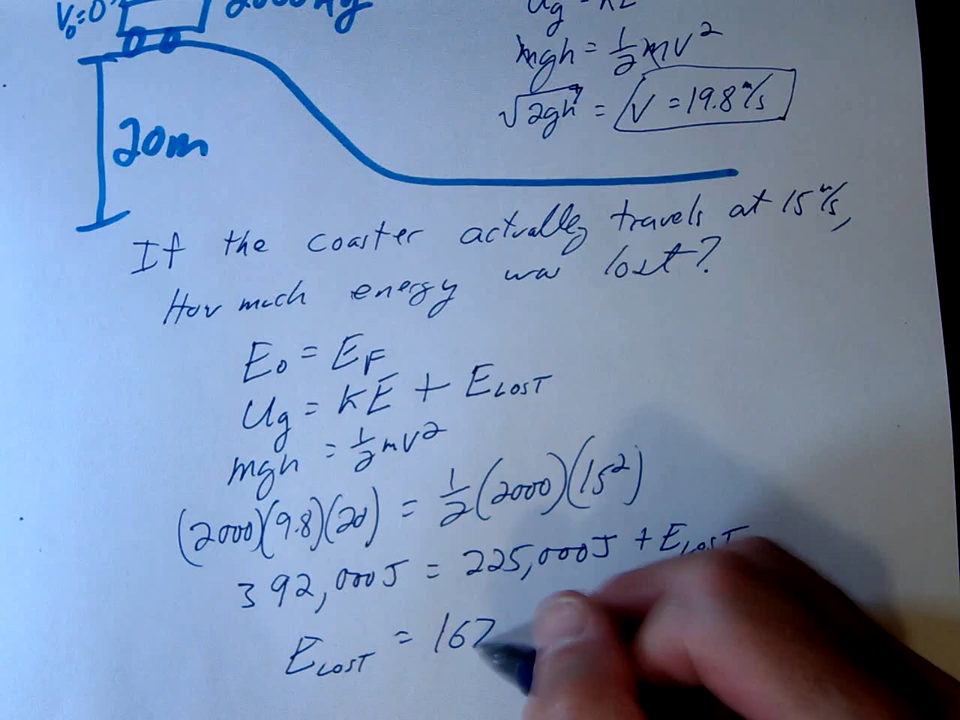 V₀=0
2000kg
Ug = KE
mgh = ½mv²
√2gh = V = 19.8 m/s
20m
If the coaster actually travels at 15 m/s,
How much energy was lost?
E₀ = EF
Ug = KE + ELOST
mgh = ½mv²
(2000)(9.8)(20) = ½(2000)(15²)
392,000J = 225,000J + ELOST
ELOST = 167